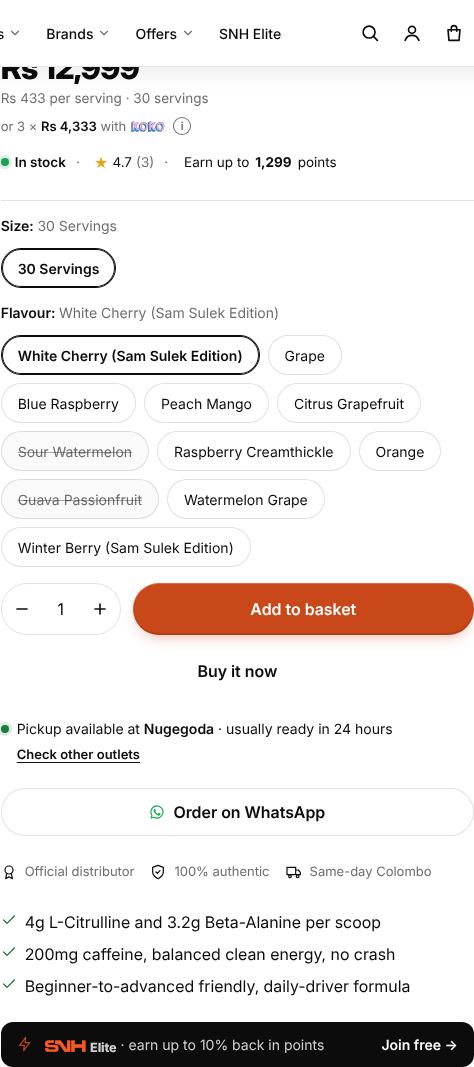 s Brands Offers SNH Elite
Rs 12,999
Rs 433 per serving · 30 servings
or 3 × Rs 4,333 with KOKO i
In stock · ★ 4.7 (3) · Earn up to 1,299 points
Size: 30 Servings
30 Servings
Flavour: White Cherry (Sam Sulek Edition)
White Cherry (Sam Sulek Edition) Grape
Blue Raspberry Peach Mango Citrus Grapefruit
Sour Watermelon Raspberry Creamthickle Orange
Guava Passionfruit Watermelon Grape
Winter Berry (Sam Sulek Edition)
− 1 + Add to basket
Buy it now
Pickup available at Nugegoda · usually ready in 24 hours
Check other outlets
Order on WhatsApp
Official distributor 100% authentic Same-day Colombo
4g L-Citrulline and 3.2g Beta-Alanine per scoop
200mg caffeine, balanced clean energy, no crash
Beginner-to-advanced friendly, daily-driver formula
SNH Elite · earn up to 10% back in points Join free →